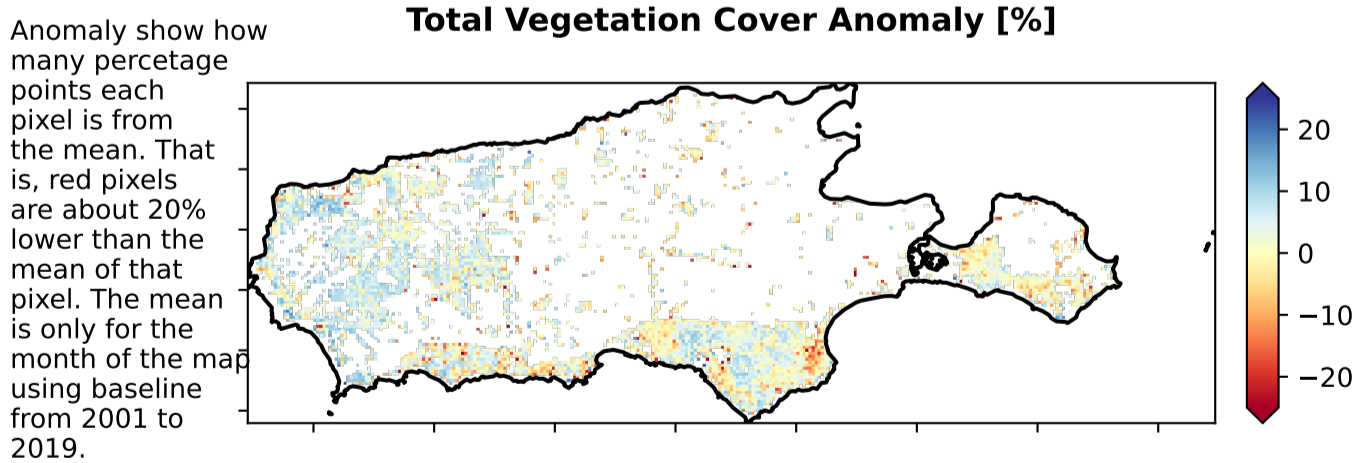 Total Vegetation Cover Anomaly [%]
Anomaly show how
many percetage
points each
pixel is from
the mean. That
is, red pixels
are about 20%
lower than the
mean of that
pixel. The mean
is only for the
month of the map
using baseline
from 2001 to
2019.
20
10
0
−10
−20